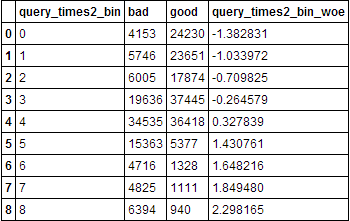 query_times2_bin bad good query_times2_bin_woe
0 0 4153 24230 -1.382831
1 1 5746 23651 -1.033972
2 2 6005 17874 -0.709825
3 3 19636 37445 -0.264579
4 4 34535 36418 0.327839
5 5 15363 5377 1.430761
6 6 4716 1328 1.648216
7 7 4825 1111 1.849480
8 8 6394 940 2.298165